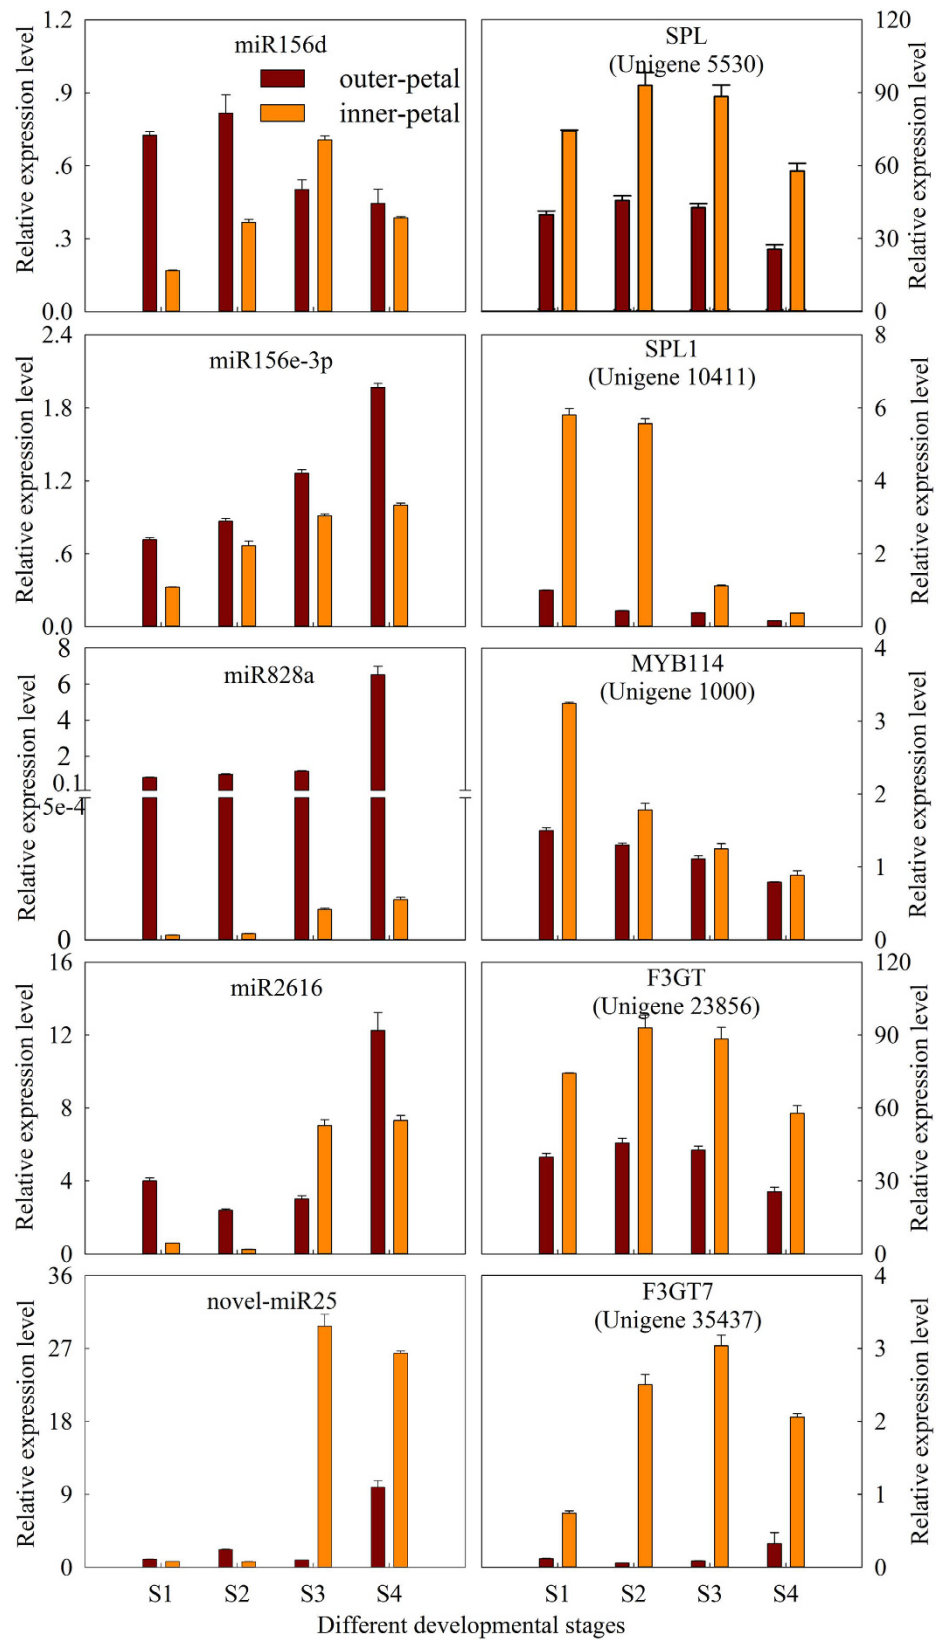 miR156d
outer-petal
inner-petal
Relative expression level
1.2
.9
.6
.3
0.0
SPL
(Unigene 5530)
120
90
60
30
0
Relative expression level
miR156e-3p
Relative expression level
2.4
1.8
1.2
.6
0.0
SPL1
(Unigene 10411)
8
6
4
2
0
Relative expression level
miR828a
Relative expression level
8
6
4
2
0.1
5e-4
0
MYB114
(Unigene 1000)
4
3
2
1
0
Relative expression level
miR2616
Relative expression level
16
12
8
4
0
F3GT
(Unigene 23856)
120
90
60
30
0
Relative expression level
novel-miR25
Relative expression level
36
27
18
9
0
F3GT7
(Unigene 35437)
4
3
2
1
0
Relative expression level
S1 S2 S3 S4 S1 S2 S3 S4
Different developmental stages